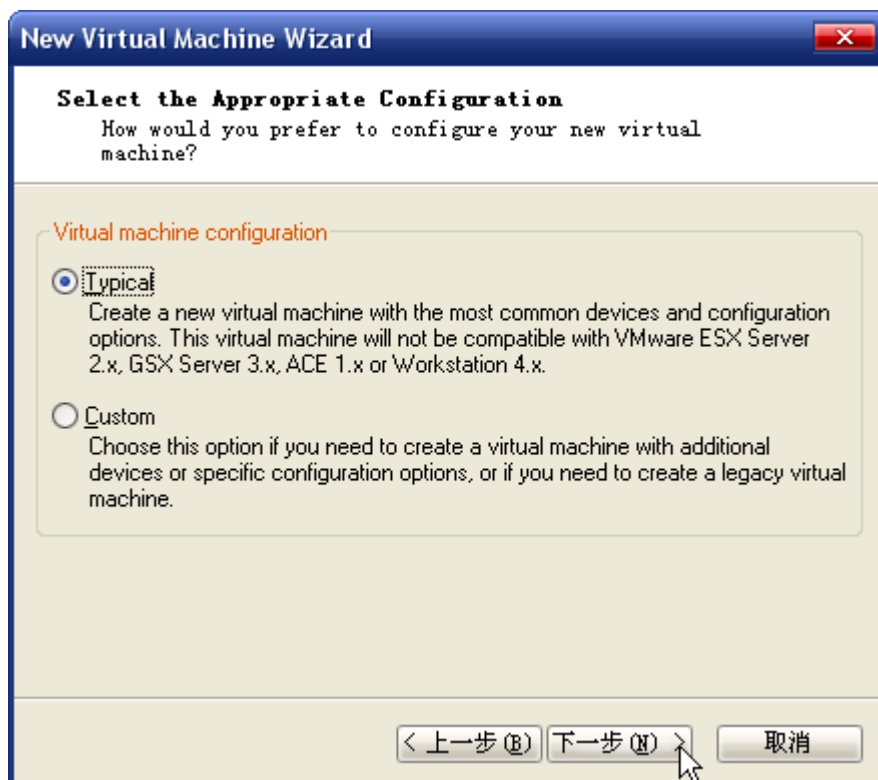 New Virtual Machine Wizard
Select the Appropriate Configuration
How would you prefer to configure your new virtual
machine?
Virtual machine configuration
Typical
Create a new virtual machine with the most common devices and configuration
options. This virtual machine will not be compatible with VMware ESX Server
2.x, GSX Server 3.x, ACE 1.x or Workstation 4.x.
Custom
Choose this option if you need to create a virtual machine with additional
devices or specific configuration options, or if you need to create a legacy virtual
machine.
< 上一步(B) 下一步(N) > 取消